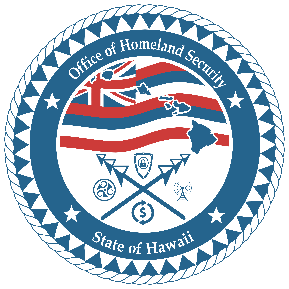 Office of Homeland Security
$
State of Hawaii